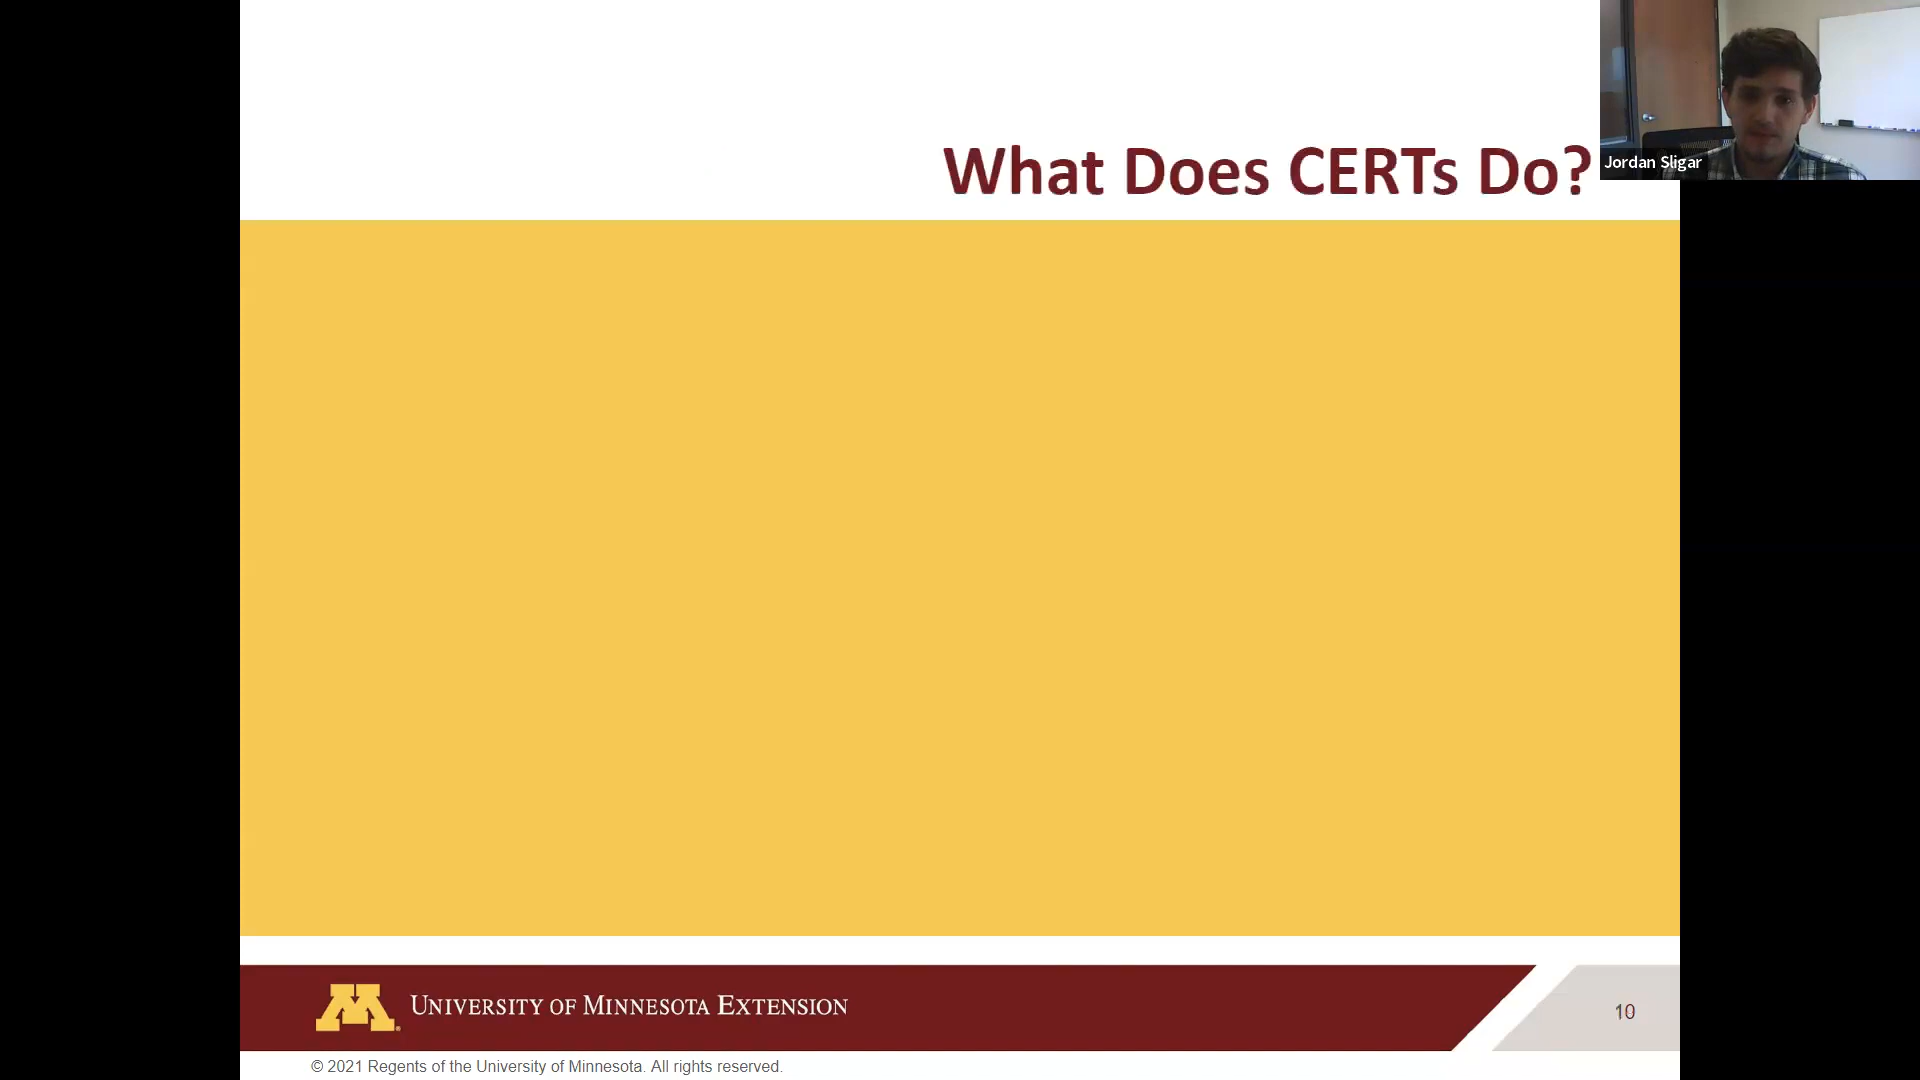 What Does CERTs Do?
Jordan Sligar
UNIVERSITY OF MINNESOTA EXTENSION
10
© 2021 Regents of the University of Minnesota. All rights reserved.